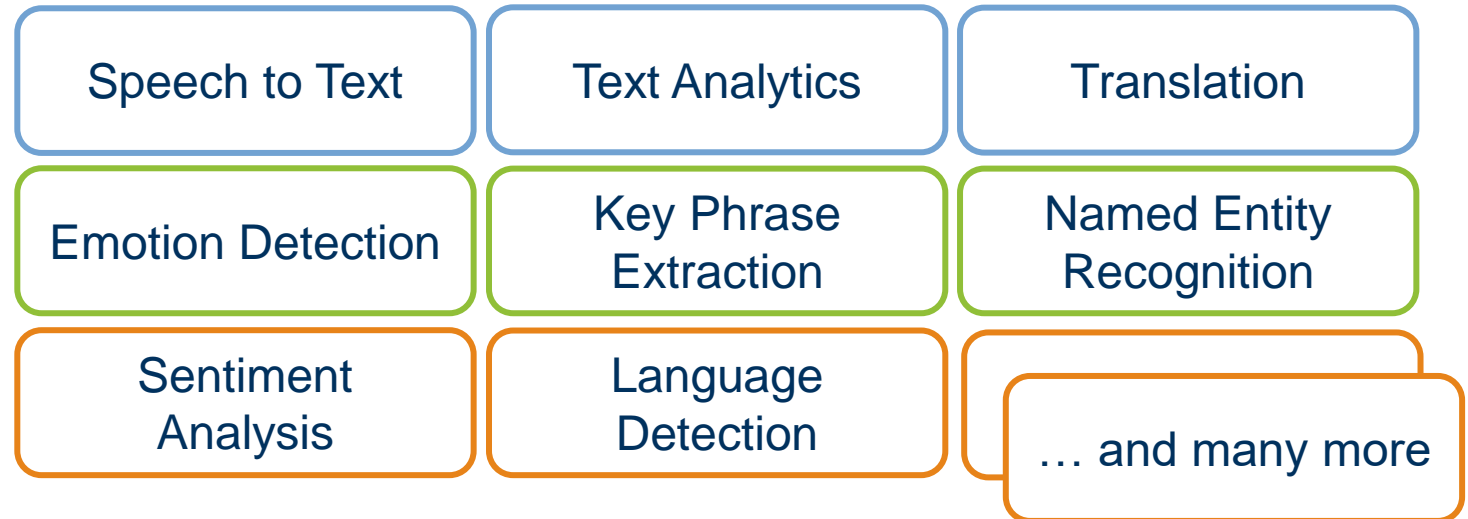 Speech to Text
Text Analytics
Translation
Emotion Detection
Key Phrase
Extraction
Named Entity
Recognition
Sentiment
Analysis
Language
Detection
… and many more